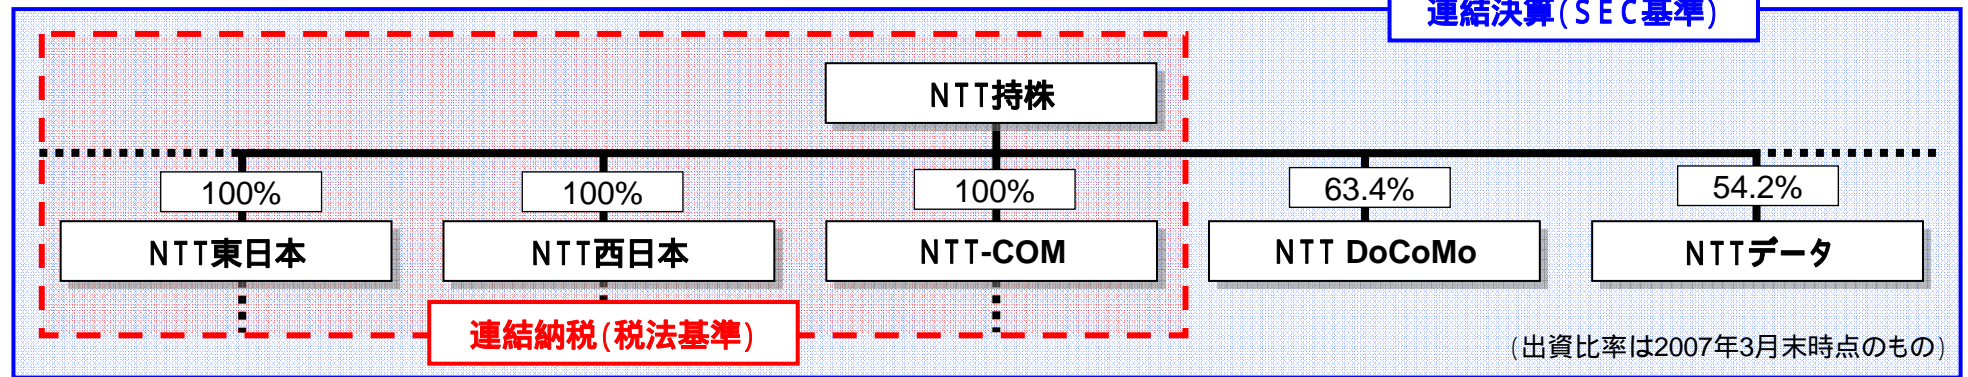 連結決算(SEC基準)
NTT持株
100%
100%
100%
63.4%
54.2%
NTT東日本
NTT西日本
NTT-COM
NTT DoCoMo
NTTデータ
連結納税(税法基準)
(出資比率は2007年3月末時点のもの)